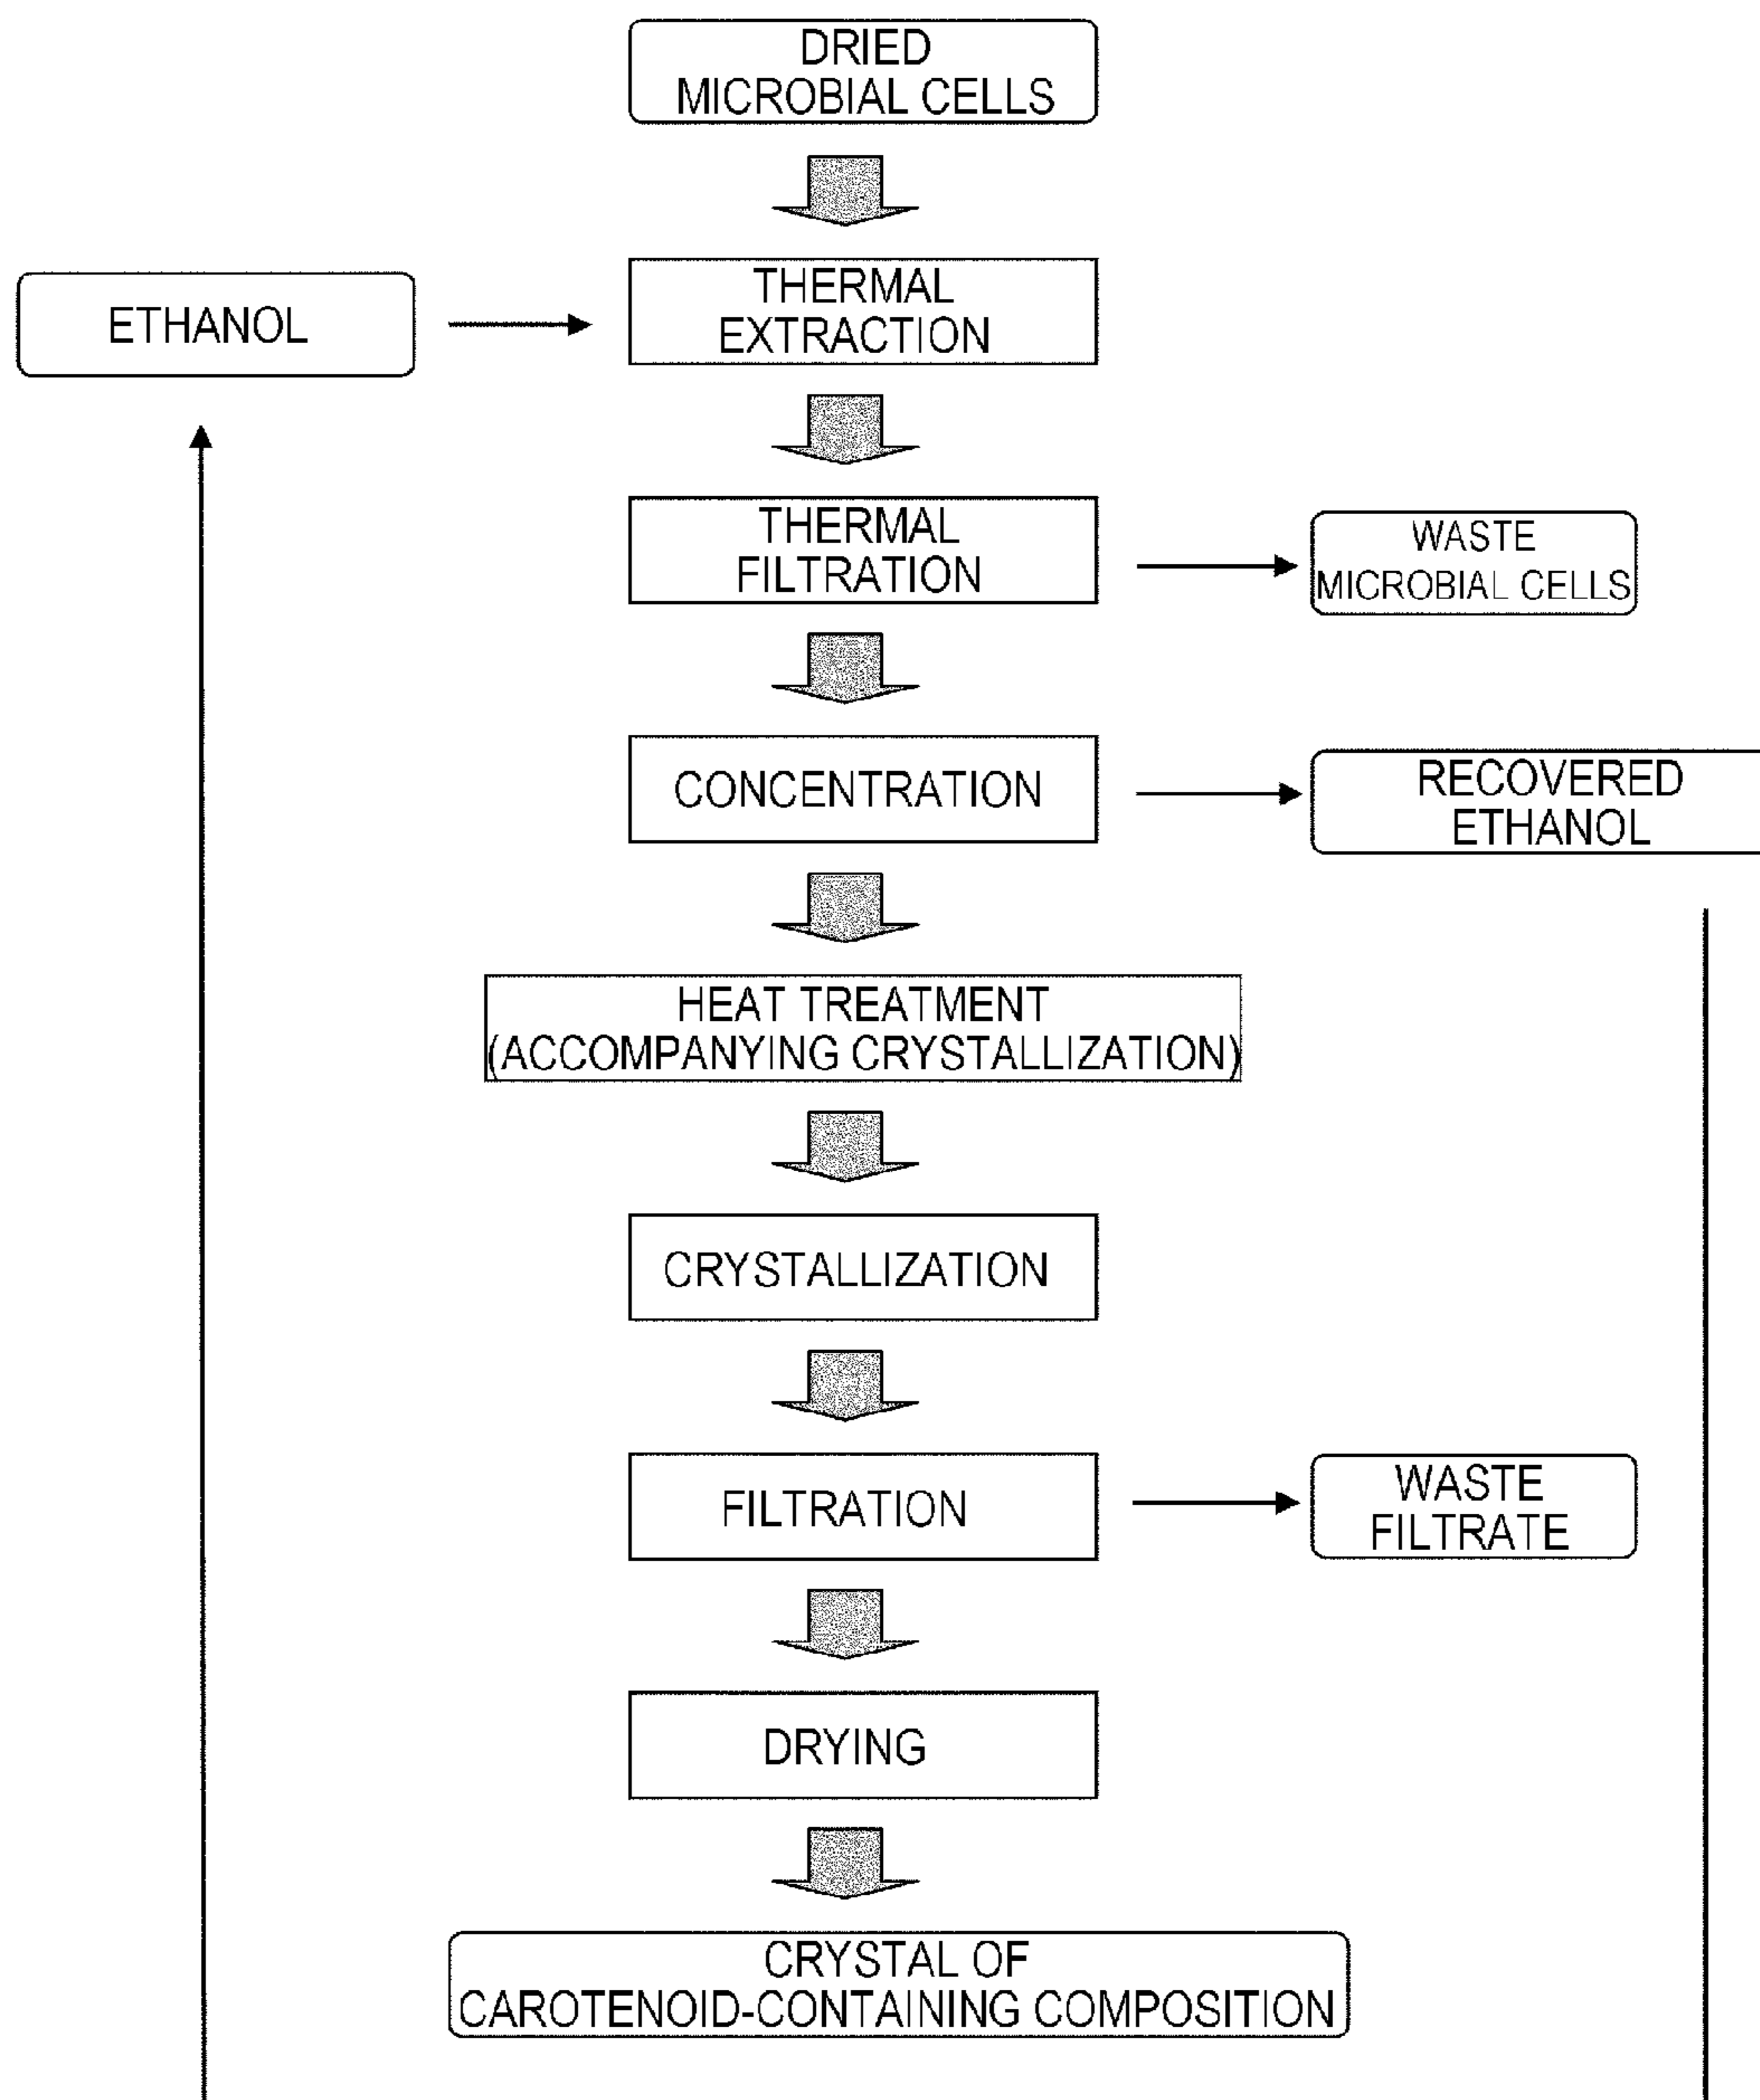 DRIED
MICROBIAL CELLS
ETHANOL
THERMAL
EXTRACTION
THERMAL
FILTRATION
WASTE
MICROBIAL CELLS
CONCENTRATION
RECOVERED
ETHANOL
HEAT TREATMENT
(ACCOMPANYING CRYSTALLIZATION)
CRYSTALLIZATION
FILTRATION
WASTE
FILTRATE
DRYING
CRYSTAL OF
CAROTENOID-CONTAINING COMPOSITION